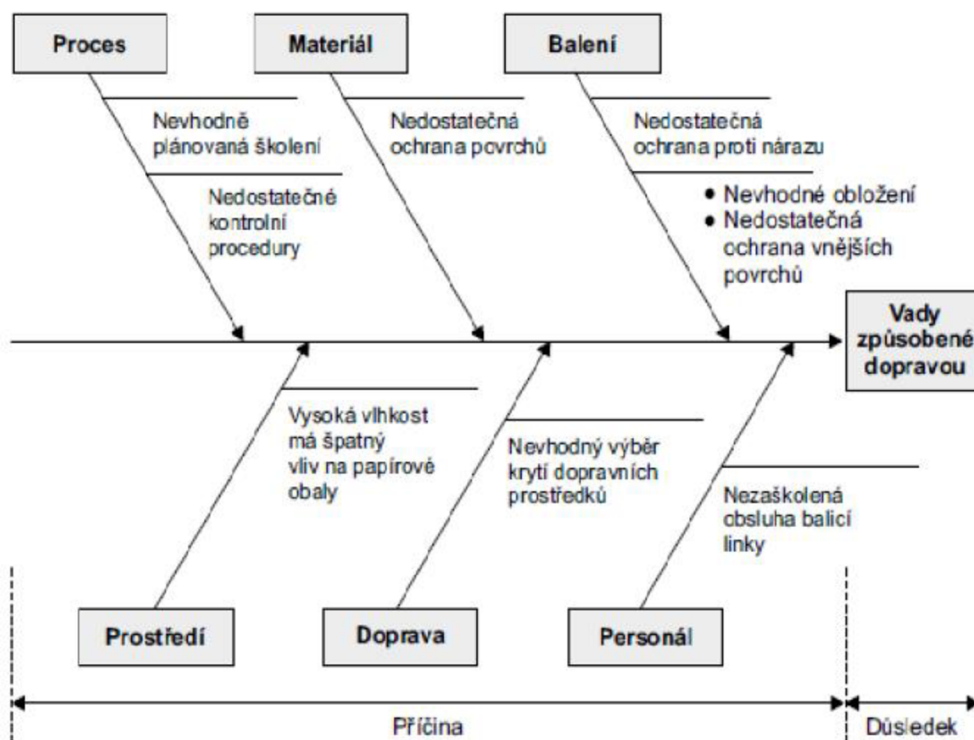 Proces
Materiál
Balení
Nevhodně
plánovaná školení
Nedostatečné
kontrolní
procedury
Nedostatečná
ochrana povrchů
Nedostatečná
ochrana proti nárazu
• Nevhodné obložení
• Nedostatečná
ochrana vnějších
povrchů
Vady
způsobené
dopravou
Vysoká vlhkost
má špatný
vliv na papírové
obaly
Nevhodný výběr
krytí dopravních
prostředků
Nezaškolená
obsluha balicí
linky
Prostředí
Doprava
Personál
Příčina
Důsledek